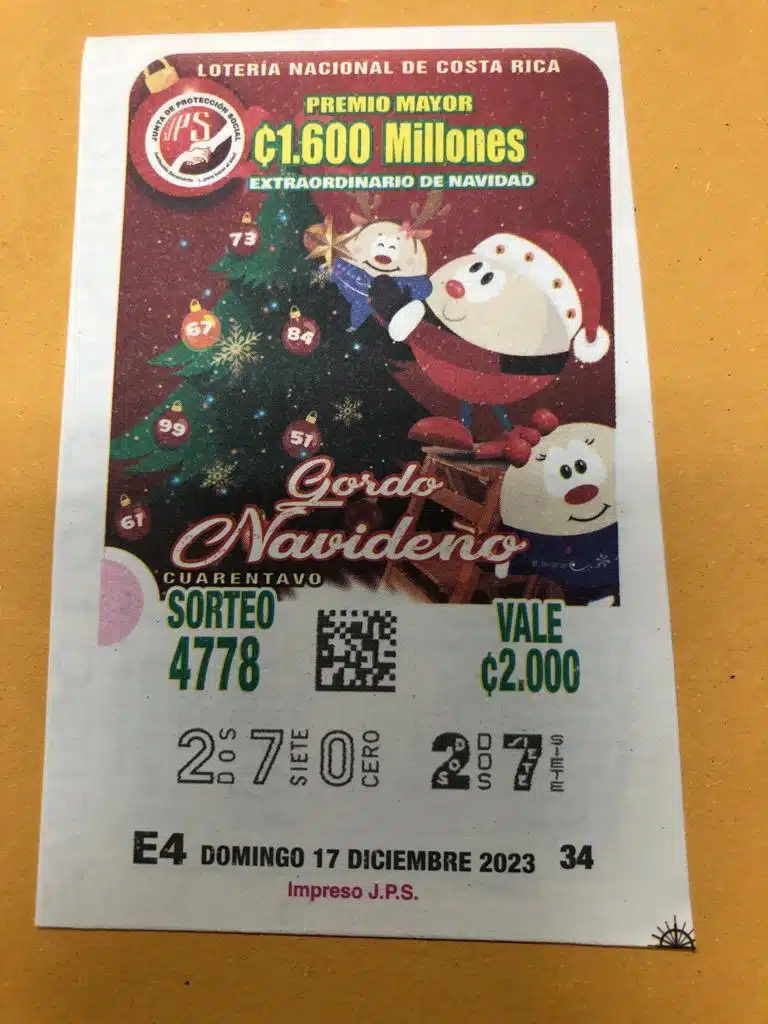 LOTERÍA NACIONAL DE COSTA RICA
JUNTA DE PROTECCIÓN SOCIAL
JPS
PREMIO MAYOR
₡1.600 Millones
EXTRAORDINARIO DE NAVIDAD
73
67
84
99
51
61
Gordo
Navideño
CUARENTAVO
SORTEO
4778
VALE
₡2.000
2 DOS 7 SIETE 0 CERO 2 DOS DOS 7 SIETE SIETE
E4 DOMINGO 17 DICIEMBRE 2023 34
Impreso J.P.S.